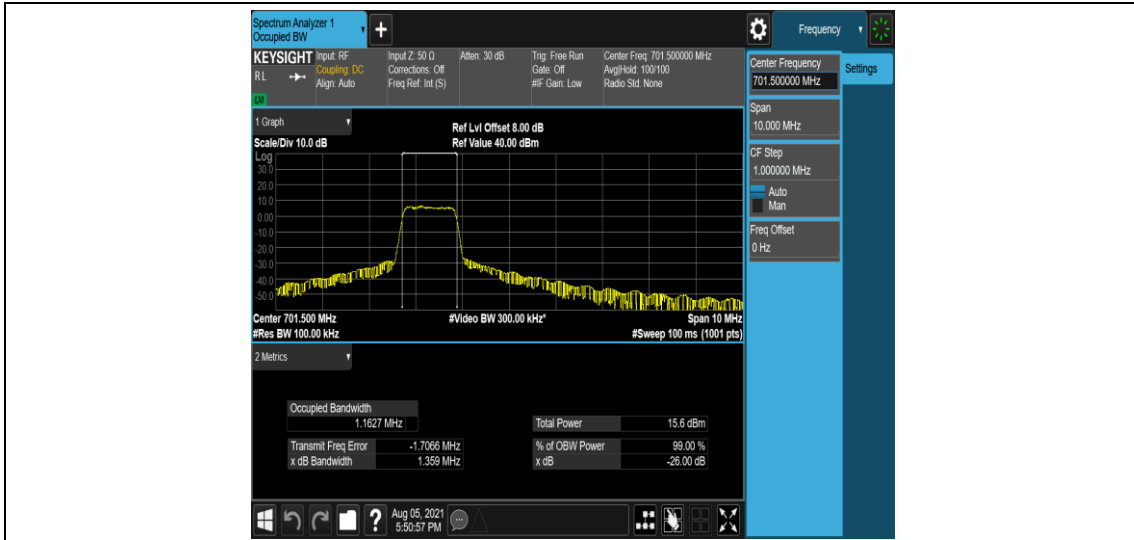 Spectrum Analyzer 1
Occupied BW
+
Frequency
KEYSIGHT
R L
LXI
Input: RF
Coupling: DC
Align: Auto
Input Z: 50 Ω
Corrections: Off
Freq Ref: Int (S)
Atten: 30 dB
Trig: Free Run
Gate: Off
#IF Gain: Low
Center Freq: 701.500000 MHz
Avg|Hold: 100/100
Radio Std: None
Center Frequency
701.500000 MHz
Settings
Span
10.000 MHz
CF Step
1.000000 MHz
Auto
Man
Freq Offset
0 Hz
1 Graph
Scale/Div 10.0 dB
Ref Lvl Offset 8.00 dB
Ref Value 40.00 dBm
Log
30.0
20.0
10.0
0.00
-10.0
-20.0
-30.0
-40.0
-50.0
Center 701.500 MHz
#Res BW 100.00 kHz
#Video BW 300.00 kHz*
Span 10 MHz
#Sweep 100 ms (1001 pts)
2 Metrics
Occupied Bandwidth
1.1627 MHz
Total Power 15.6 dBm
Transmit Freq Error -1.7066 MHz
% of OBW Power 99.00 %
x dB Bandwidth 1.359 MHz
x dB -26.00 dB
?
Aug 05, 2021
5:50:57 PM